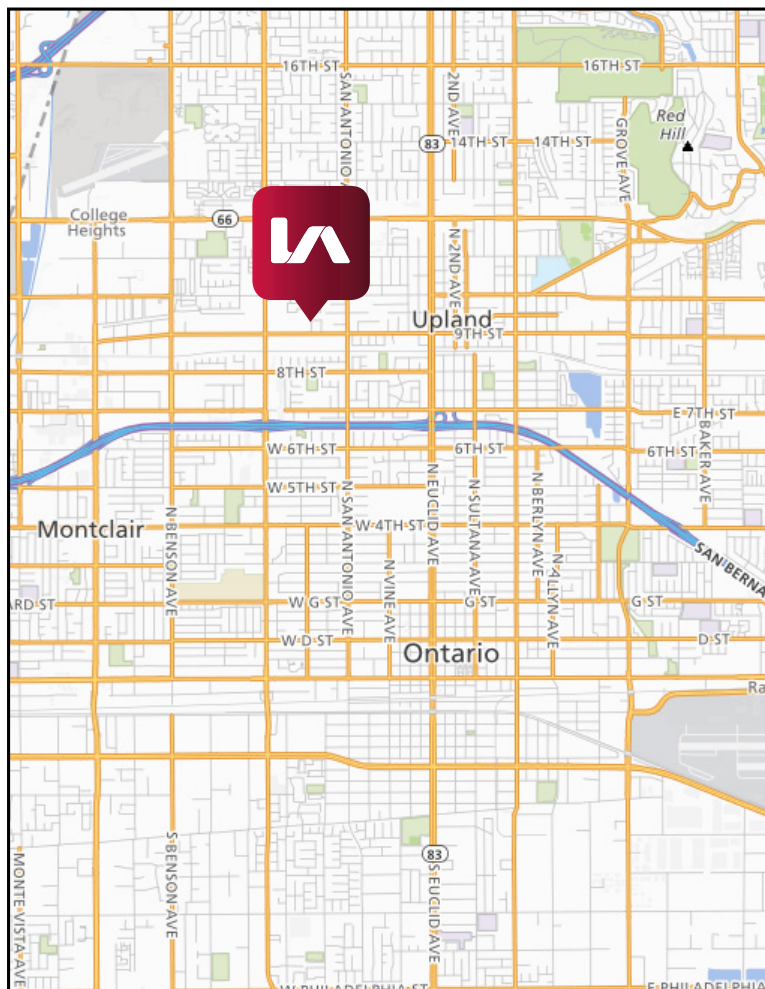 16TH ST
16TH ST
SAN ANTONIO A
2ND AVE
GROVE AVE
Red
Hill
83
14TH ST
14TH ST
College
Heights
66
LA
N 2ND AVE
Upland
9TH ST
8TH ST
E 7TH ST
W 6TH ST
6TH ST
6TH ST
BAKER AVE
W 5TH ST
N BENSON AVE
N SAN ANTONIO AVE
N EUCLID AVE
N SULTANA AVE
N BERLYN AVE
Montclair
W 4TH ST
SAN BERNA
N VINE AVE
N ALLYN AVE
ARD ST
W G ST
G ST
G ST
W D ST
D ST
Ontario
Ra
S BENSON AVE
83
MONTE VISTA AVE
S EUCLID AVE
W PHILADELPHIA ST
E PHILADELPHIA